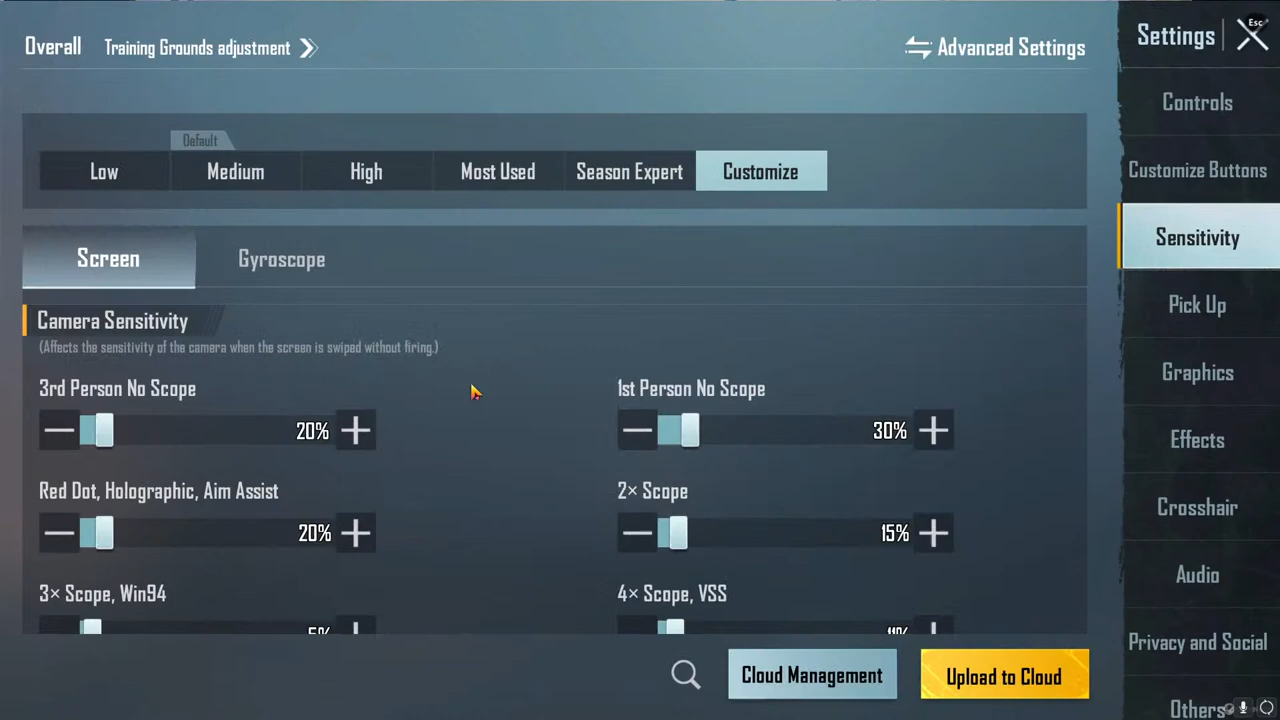 Overall
Training Grounds adjustment
Advanced Settings
Settings
Esc
Default
Low
Medium
High
Most Used
Season Expert
Customize
Screen
Gyroscope
Camera Sensitivity
(Affects the sensitivity of the camera when the screen is swiped without firing.)
3rd Person No Scope
20%
1st Person No Scope
30%
Red Dot, Holographic, Aim Assist
20%
2× Scope
15%
3× Scope, Win94
5%
4× Scope, VSS
11%
Cloud Management
Upload to Cloud
Controls
Customize Buttons
Sensitivity
Pick Up
Graphics
Effects
Crosshair
Audio
Privacy and Social
Others